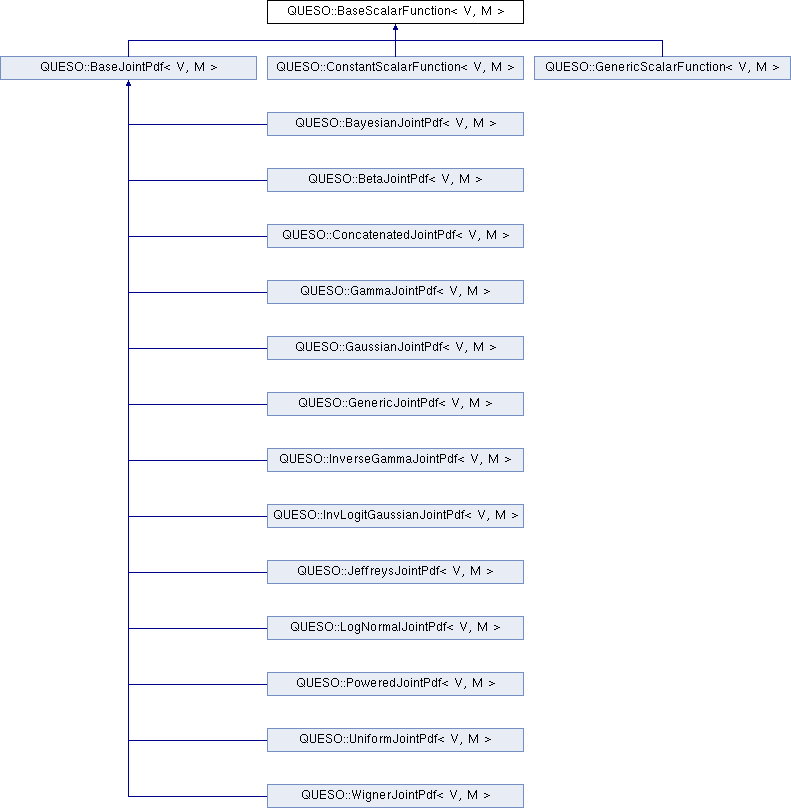 QUESO::BaseScalarFunction< V, M >
QUESO::BaseJointPdf< V, M >
QUESO::ConstantScalarFunction< V, M >
QUESO::GenericScalarFunction< V, M >
QUESO::BayesianJointPdf< V, M >
QUESO::BetaJointPdf< V, M >
QUESO::ConcatenatedJointPdf< V, M >
QUESO::GammaJointPdf< V, M >
QUESO::GaussianJointPdf< V, M >
QUESO::GenericJointPdf< V, M >
QUESO::InverseGammaJointPdf< V, M >
QUESO::InvLogitGaussianJointPdf< V, M >
QUESO::JeffreysJointPdf< V, M >
QUESO::LogNormalJointPdf< V, M >
QUESO::PoweredJointPdf< V, M >
QUESO::UniformJointPdf< V, M >
QUESO::WignerJointPdf< V, M >